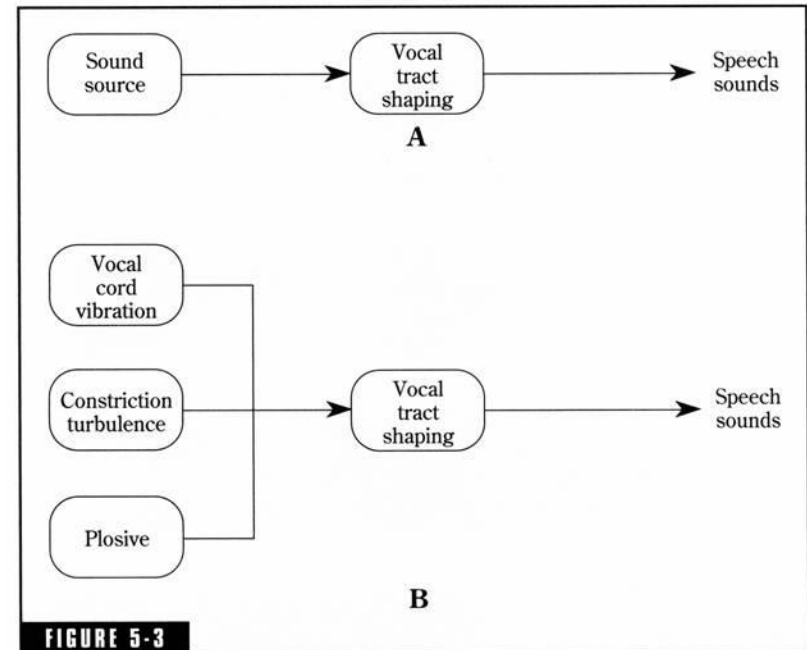 Sound
source
Vocal
tract
shaping
Speech
sounds
A
Vocal
cord
vibration
Constriction
turbulence
Plosive
Vocal
tract
shaping
Speech
sounds
B
FIGURE 5-3